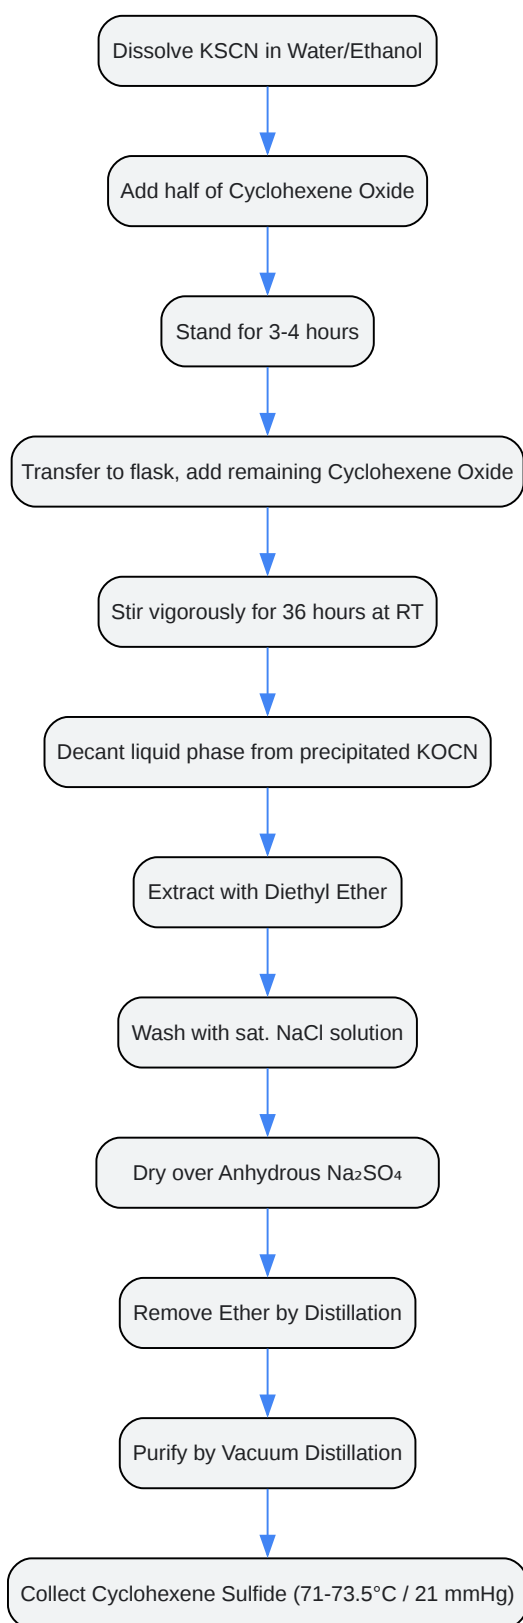 Dissolve KSCN in Water/Ethanol
Add half of Cyclohexene Oxide
Stand for 3-4 hours
Transfer to flask, add remaining Cyclohexene Oxide
Stir vigorously for 36 hours at RT
Decant liquid phase from precipitated KOCN
Extract with Diethyl Ether
Wash with sat. NaCl solution
Dry over Anhydrous Na₂SO₄
Remove Ether by Distillation
Purify by Vacuum Distillation
Collect Cyclohexene Sulfide (71-73.5°C / 21 mmHg)